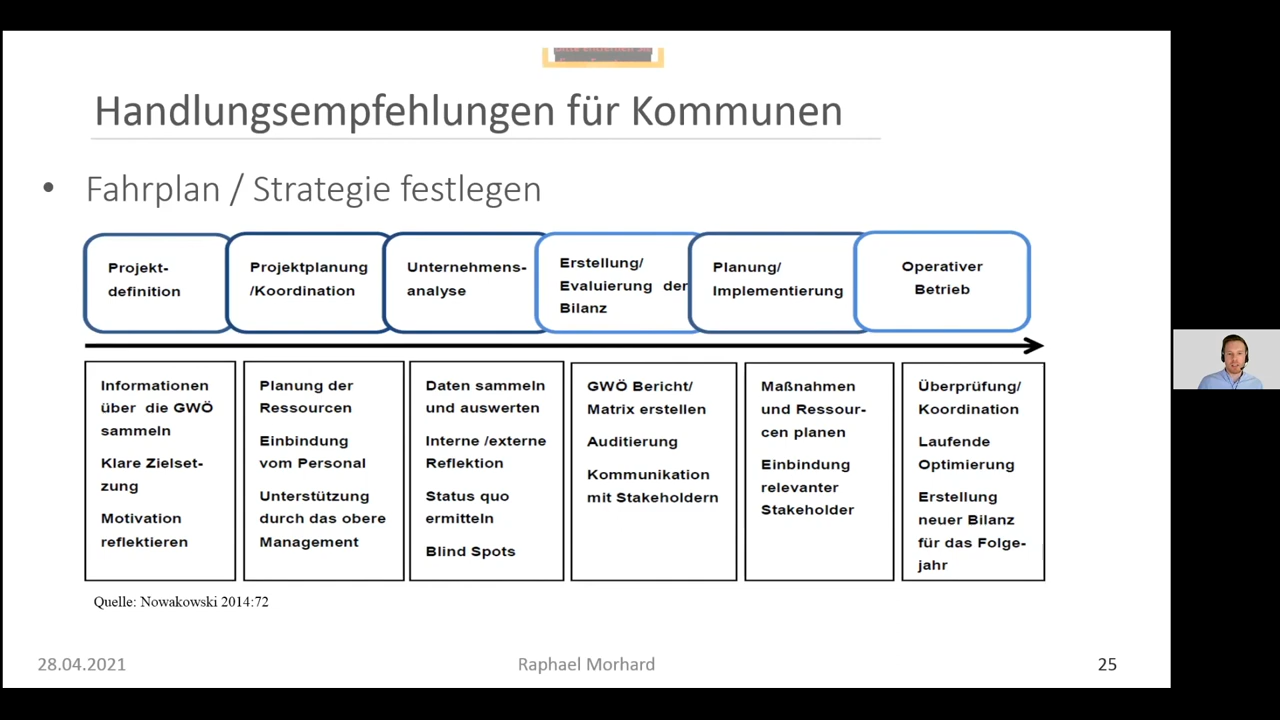 Handlungsempfehlungen für Kommunen
• Fahrplan / Strategie festlegen
Projekt-
definition
Projektplanung
/Koordination
Unternehmens-
analyse
Erstellung/
Evaluierung der
Bilanz
Planung/
Implementierung
Operativer
Betrieb
Informationen
über die GWÖ
sammeln
Klare Zielset-
zung
Motivation
reflektieren
Planung der
Ressourcen
Einbindung
vom Personal
Unterstützung
durch das obere
Management
Daten sammeln
und auswerten
Interne /externe
Reflektion
Status quo
ermitteln
Blind Spots
GWÖ Bericht/
Matrix erstellen
Auditierung
Kommunikation
mit Stakeholdern
Maßnahmen
und Ressour-
cen planen
Einbindung
relevanter
Stakeholder
Überprüfung/
Koordination
Laufende
Optimierung
Erstellung
neuer Bilanz
für das Folge-
jahr
Quelle: Nowakowski 2014:72
28.04.2021
Raphael Morhard
25